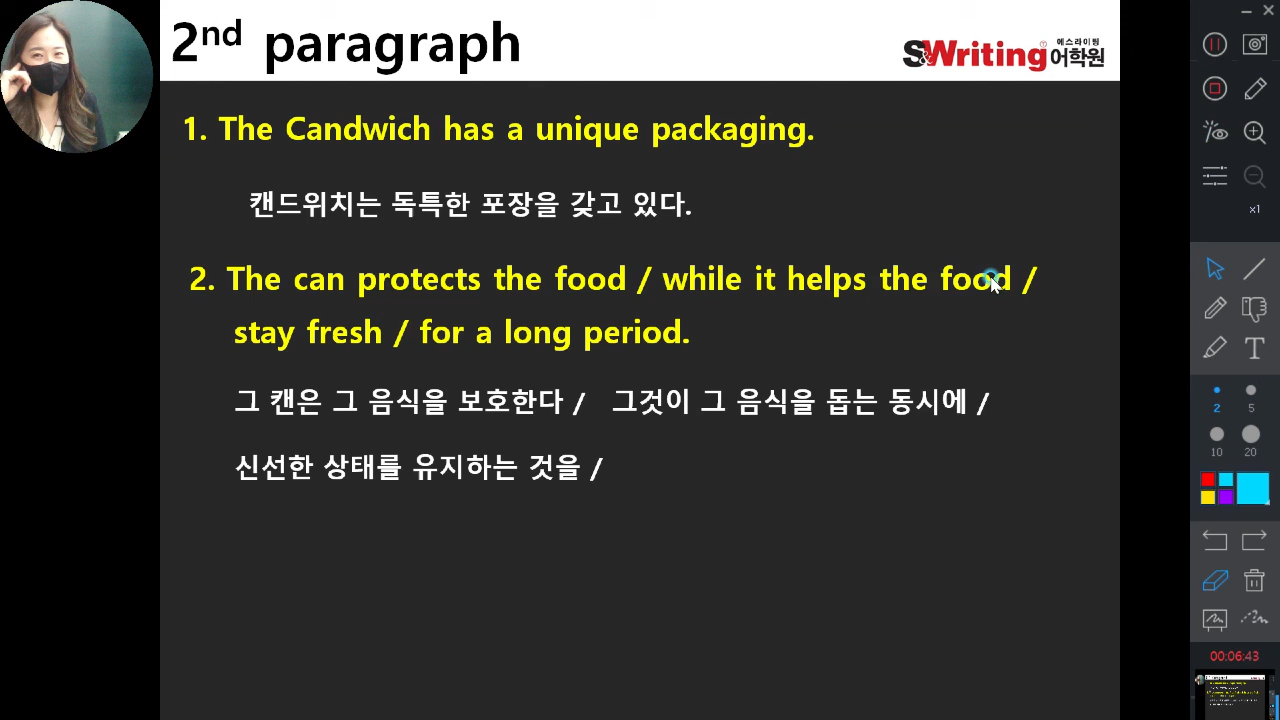 2nd paragraph
S&Writing 에스라이팅 어학원
1. The Candwich has a unique packaging.
캔드위치는 독특한 포장을 갖고 있다.
2. The can protects the food / while it helps the food /
stay fresh / for a long period.
그 캔은 그 음식을 보호한다 / 그것이 그 음식을 돕는 동시에 /
신선한 상태를 유지하는 것을 /
x1
T
2 5
10 20
00:06:43